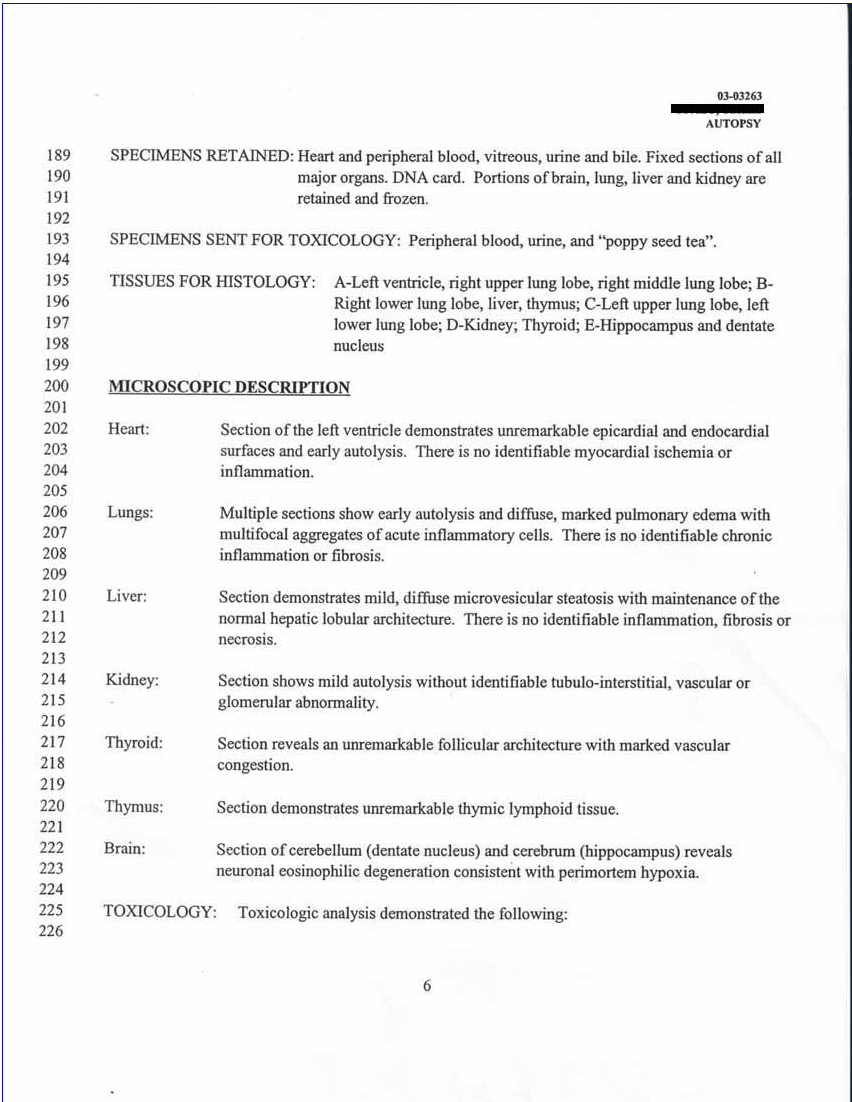 03-03263
AUTOPSY
189 SPECIMENS RETAINED: Heart and peripheral blood, vitreous, urine and bile. Fixed sections of all
190 major organs. DNA card. Portions of brain, lung, liver and kidney are
191 retained and frozen.
192
193 SPECIMENS SENT FOR TOXICOLOGY: Peripheral blood, urine, and “poppy seed tea”.
194
195 TISSUES FOR HISTOLOGY: A-Left ventricle, right upper lung lobe, right middle lung lobe; B-
196 Right lower lung lobe, liver, thymus; C-Left upper lung lobe, left
197 lower lung lobe; D-Kidney; Thyroid; E-Hippocampus and dentate
198 nucleus
199
200 MICROSCOPIC DESCRIPTION
201
202 Heart: Section of the left ventricle demonstrates unremarkable epicardial and endocardial
203 surfaces and early autolysis. There is no identifiable myocardial ischemia or
204 inflammation.
205
206 Lungs: Multiple sections show early autolysis and diffuse, marked pulmonary edema with
207 multifocal aggregates of acute inflammatory cells. There is no identifiable chronic
208 inflammation or fibrosis.
209
210 Liver: Section demonstrates mild, diffuse microvesicular steatosis with maintenance of the
211 normal hepatic lobular architecture. There is no identifiable inflammation, fibrosis or
212 necrosis.
213
214 Kidney: Section shows mild autolysis without identifiable tubulo-interstitial, vascular or
215 glomerular abnormality.
216
217 Thyroid: Section reveals an unremarkable follicular architecture with marked vascular
218 congestion.
219
220 Thymus: Section demonstrates unremarkable thymic lymphoid tissue.
221
222 Brain: Section of cerebellum (dentate nucleus) and cerebrum (hippocampus) reveals
223 neuronal eosinophilic degeneration consistent with perimortem hypoxia.
224
225 TOXICOLOGY: Toxicologic analysis demonstrated the following:
226
6